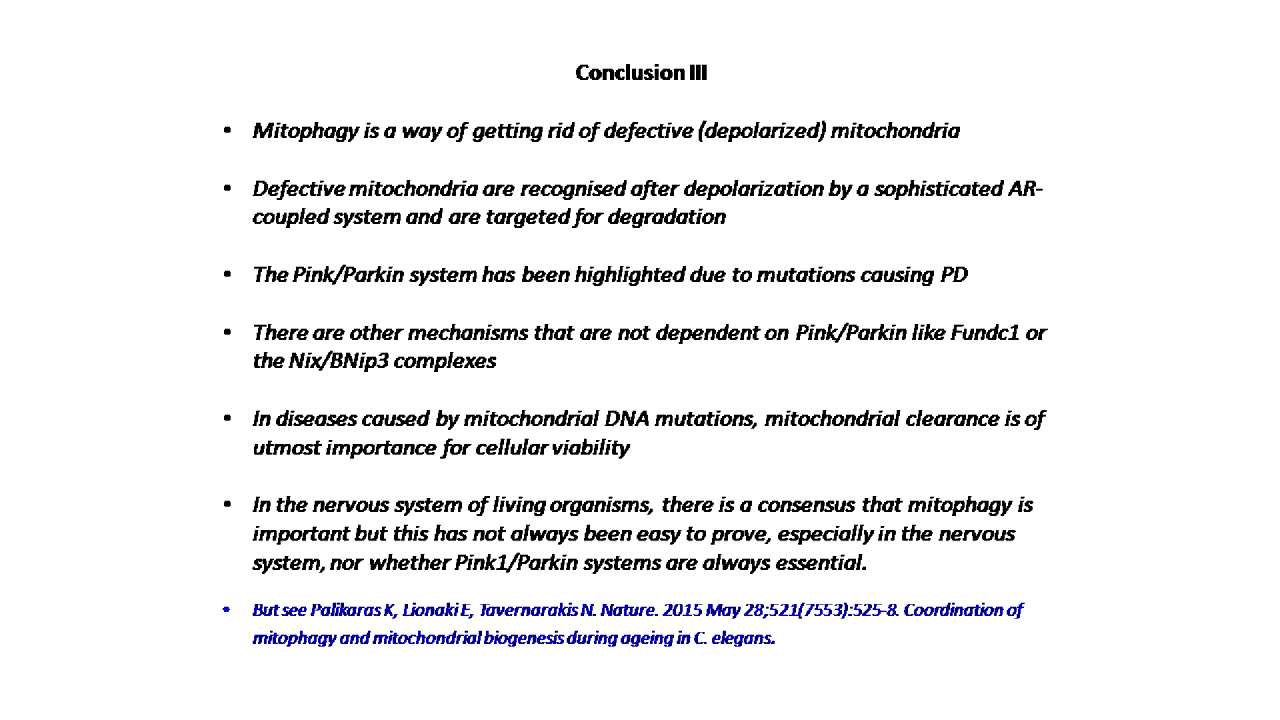 Conclusion III
• Mitophagy is a way of getting rid of defective (depolarized) mitochondria
• Defective mitochondria are recognised after depolarization by a sophisticated AR-
coupled system and are targeted for degradation
• The Pink/Parkin system has been highlighted due to mutations causing PD
• There are other mechanisms that are not dependent on Pink/Parkin like Fundc1 or
the Nix/BNip3 complexes
• In diseases caused by mitochondrial DNA mutations, mitochondrial clearance is of
utmost importance for cellular viability
• In the nervous system of living organisms, there is a consensus that mitophagy is
important but this has not always been easy to prove, especially in the nervous
system, nor whether Pink1/Parkin systems are always essential.
• But see Palikaras K, Lionaki E, Tavernarakis N. Nature. 2015 May 28;521(7553):525-8. Coordination of
mitophagy and mitochondrial biogenesis during ageing in C. elegans.